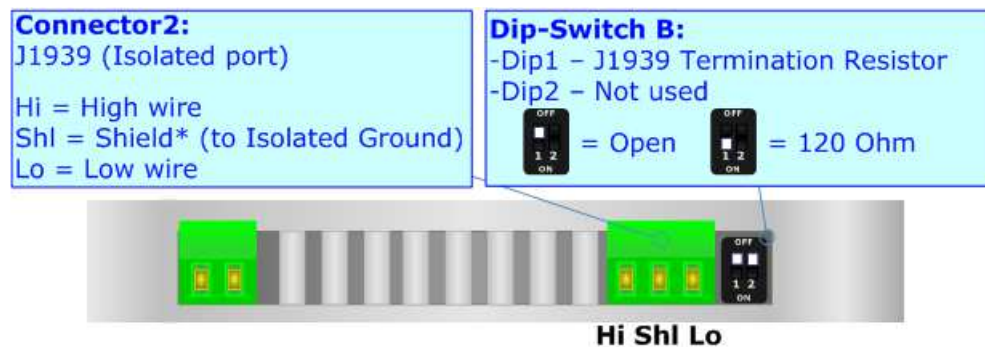 Connector2:
J1939 (Isolated port)
Hi = High wire
Shl = Shield* (to Isolated Ground)
Lo = Low wire
Dip-Switch B:
-Dip1 – J1939 Termination Resistor
-Dip2 – Not used
OFF
1 2
ON
= Open
OFF
1 2
ON
= 120 Ohm
OFF
1 2
ON
Hi Shl Lo